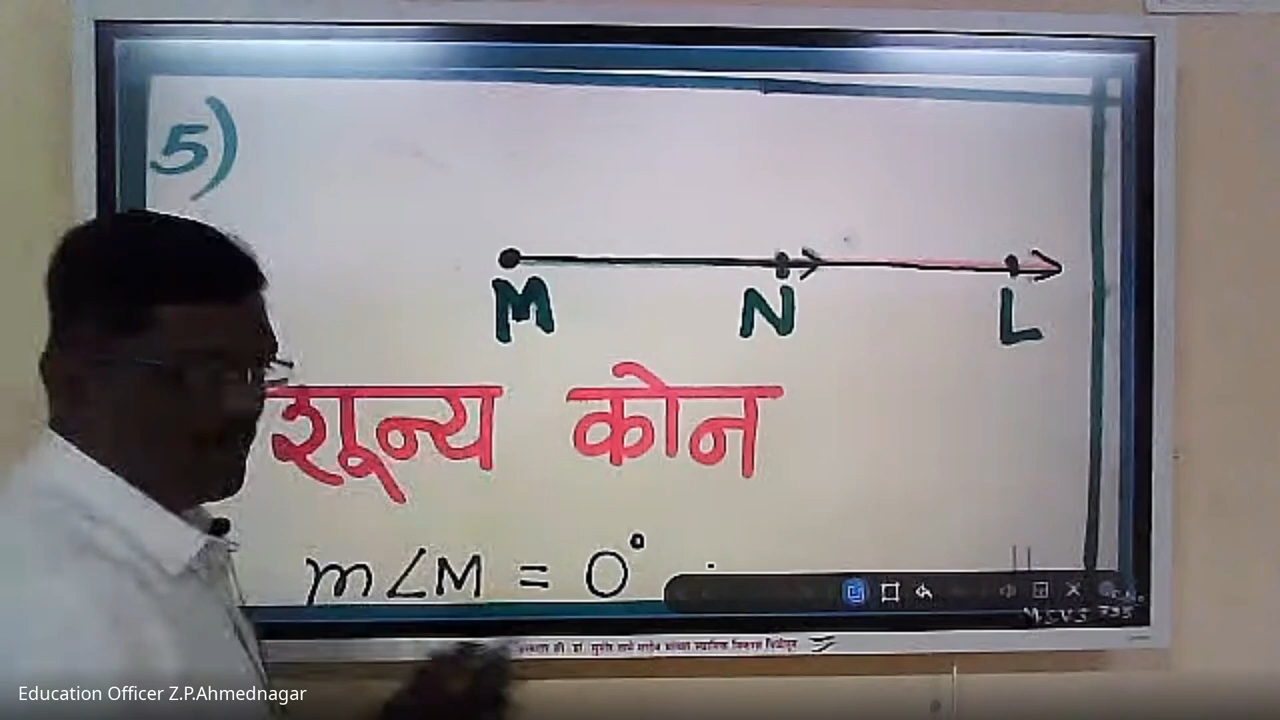 5)
M N L
शून्य कोन
m∠M = 0°
Education Officer Z.P.Ahmednagar